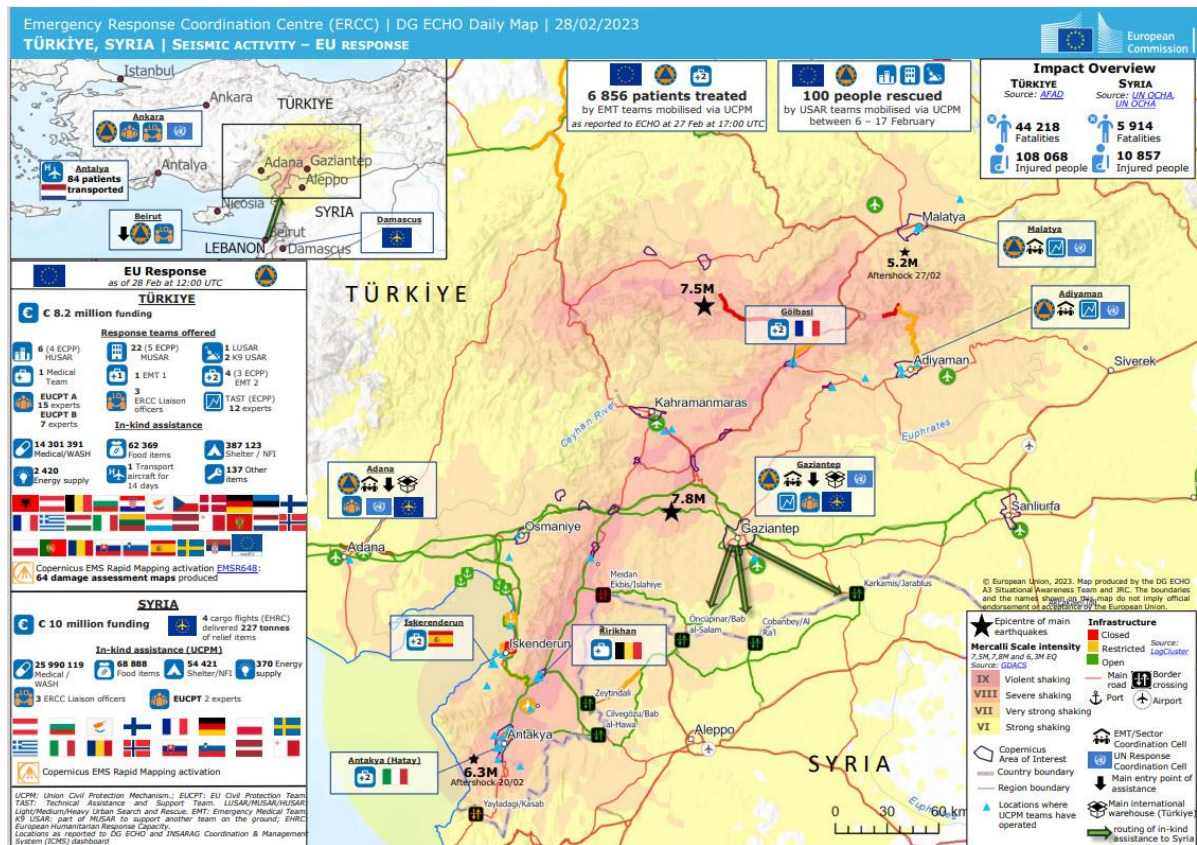 Emergency Response Coordination Centre (ERCC) | DG ECHO Daily Map | 28/02/2023
TÜRKİYE, SYRIA | SEISMIC ACTIVITY – EU RESPONSE
European
Commission
Istanbul
Ankara
TÜRKİYE
Ankara
Antalya
Antalya
84 patients
transported
Adana
Gaziantep
Aleppo
Nicosia
SYRIA
Beirut
Beirut
LEBANON
Damascus
Damascus
+2
6 856 patients treated
by EMT teams mobilised via UCPM
as reported to ECHO at 27 Feb at 17:00 UTC
100 people rescued
by USAR teams mobilised via UCPM
between 6 – 17 February
Impact Overview
TÜRKİYE
Source: AFAD
SYRIA
Source: UN OCHA,
UN OCHA
44 218
Fatalities
5 914
Fatalities
108 068
Injured people
10 857
Injured people
EU Response
as of 28 Feb at 12:00 UTC
TÜRKİYE
€ 8.2 million funding
Response teams offered
6 (4 ECPP)
HUSAR
22 (5 ECPP)
MUSAR
1 LUSAR
2 K9 USAR
1 Medical
Team
+1
1 EMT 1
+2
4 (3 ECPP)
EMT 2
EUCPT A
15 experts
EUCPT B
7 experts
3
ERCC Liaison
officers
TAST (ECPP)
12 experts
In-kind assistance
14 301 391
Medical/WASH
62 369
Food items
387 123
Shelter / NFI
2 420
Energy supply
1 Transport
aircraft for
14 days
137 Other
items
Copernicus EMS Rapid Mapping activation EMSR648:
64 damage assessment maps produced
SYRIA
€ 10 million funding
4 cargo flights (EHRC)
delivered 227 tonnes
of relief items
In-kind assistance (UCPM)
25 990 119
Medical /
WASH
68 888
Food items
54 421
Shelter/NFI
370 Energy
supply
3 ERCC Liaison officers
EUCPT 2 experts
Copernicus EMS Rapid Mapping activation
UCPM: Union Civil Protection Mechanism.; EUCPT: EU Civil Protection Team
TAST: Technical Assistance and Support Team. LUSAR/MUSAR/HUSAR:
Light/Medium/Heavy Urban Search and Rescue. EMT: Emergency Medical Team
K9 USAR: part of MUSAR to support another team on the ground; EHRC:
European Humanitarian Response Capacity.
Locations as reported to DG ECHO and INSARAG Coordination & Management
System (ICMS) dashboard
TÜRKİYE
Malatya
Malatya
5.2M
Aftershock 27/02
7.5M
Gölbasi
+2
Adiyaman
Adiyaman
Siverek
Kahramanmaras
Ceyhan River
Euphrates
Adana
Gaziantep
7.8M
Gaziantep
Osmaniye
Adana
Sanliurfa
Meidan
Ekbis/Islahiye
Karkamis/Jarablus
Öncüpinar/Bab
al-Salam
Cobanbey/Al
Ra'I
Iskenderun
+2
Iskenderun
Kirikhan
Zeytindali
Cilvegözu/Bab
al-Hawa
Antakya
Aleppo
Antakya (Hatay)
+2
6.3M
Aftershock 20/02
Yayladagi/Kasab
SYRIA
0 30 60 km
© European Union, 2023. Map produced by the DG ECHO
A3 Situational Awareness Team and JRC. The boundaries
and the names shown on this map do not imply official
endorsement or acceptance by the European Union.
Epicentre of main
earthquakes
Mercalli Scale intensity
7,5M,7,8M and 6,3M EQ
Source: GDACS
IX Violent shaking
VIII Severe shaking
VII Very strong shaking
VI Strong shaking
Copernicus
Area of Interest
Country boundary
Region boundary
Locations where
UCPM teams have
operated
Infrastructure
Closed
Restricted
Open
Source:
LogCluster
Main
road
Border
crossing
Port
Airport
EMT/Sector
Coordination Cell
UN Response
Coordination Cell
Main entry point of
assistance
Main international
warehouse (Türkiye)
routing of in-kind
assistance to Syria